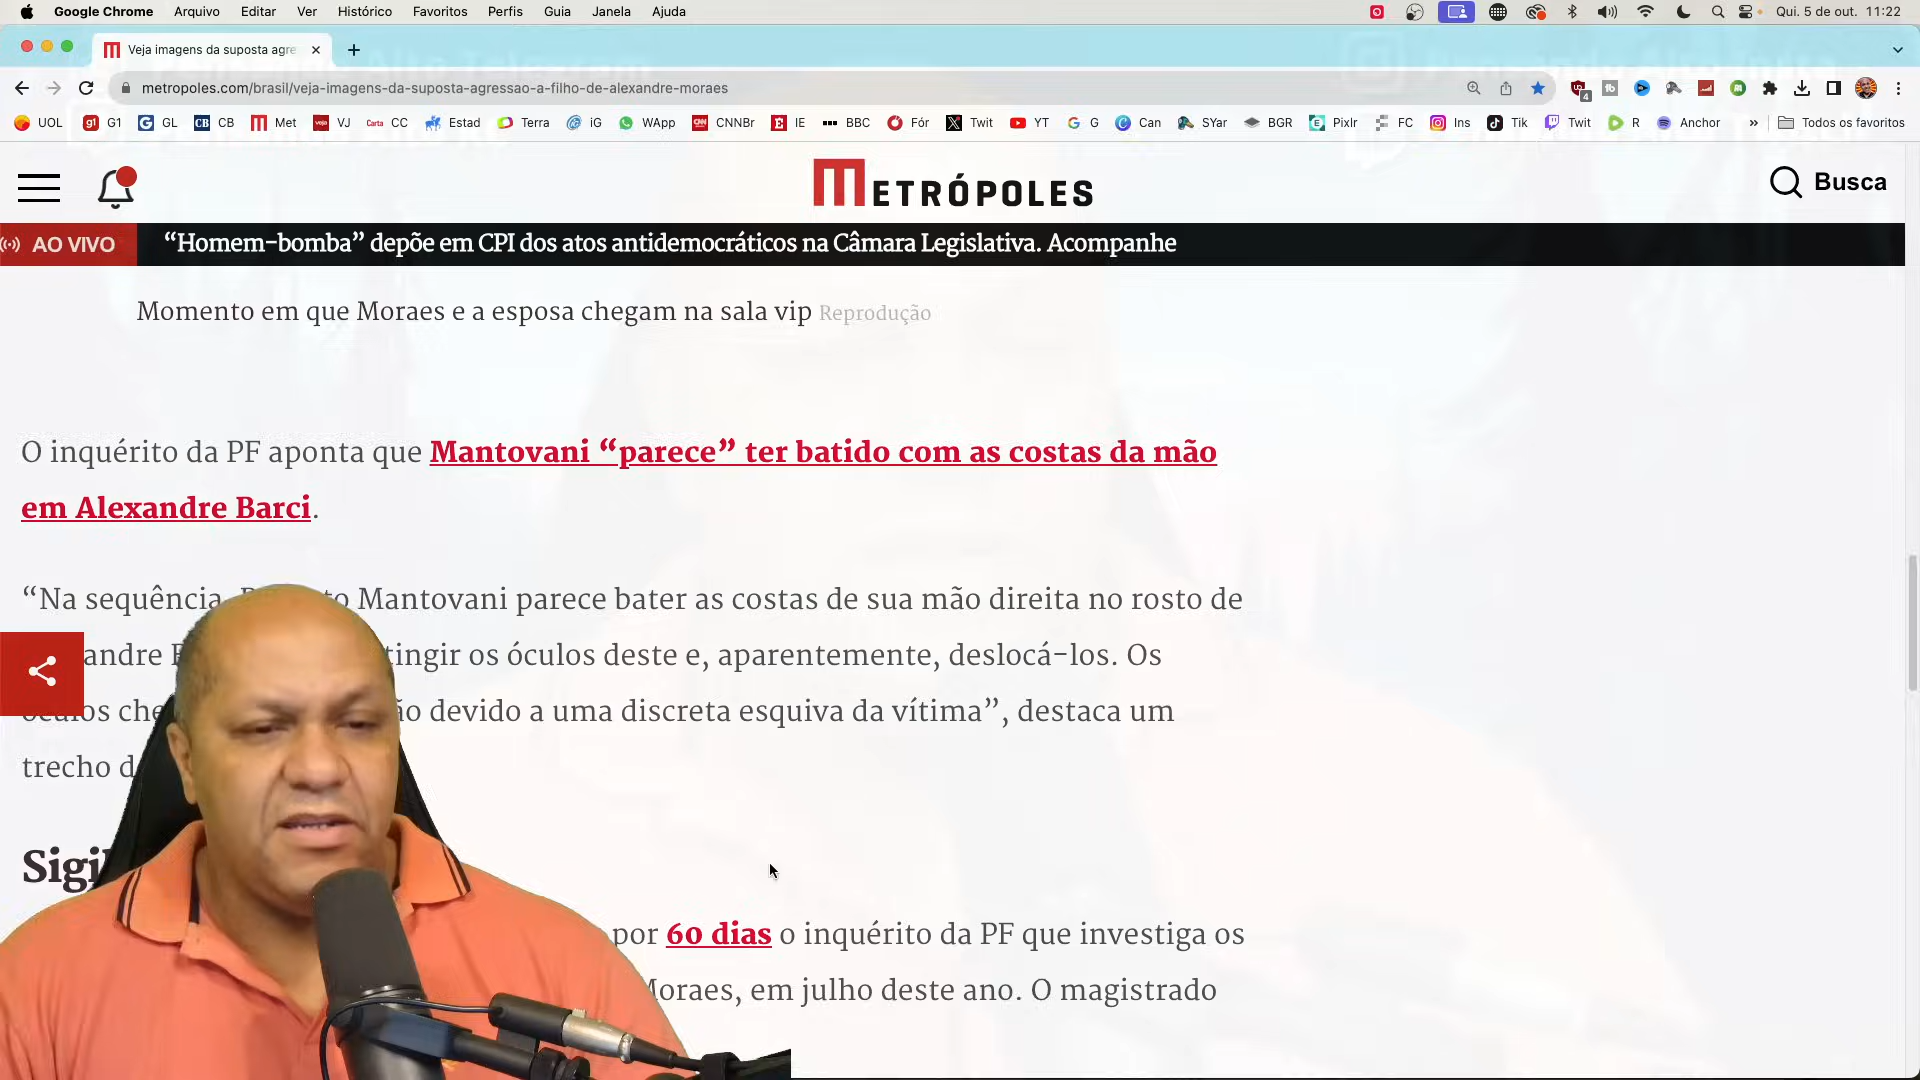 Google Chrome Arquivo Editar Ver Histórico Favoritos Perfis Guia Janela Ajuda Qui. 5 de out. 11:22
Veja imagens da suposta agre
metropoles.com/brasil/veja-imagens-da-suposta-agressao-a-filho-de-alexandre-moraes
UOL G1 GL CB Met VJ CC Estad Terra iG WApp CNNBr IE BBC Fór Twit YT G Can SYar BGR Pixlr FC Ins Tik Twit R Anchor » Todos os favoritos
METRÓPOLES
Busca
AO VIVO “Homem-bomba” depõe em CPI dos atos antidemocráticos na Câmara Legislativa. Acompanhe
Momento em que Moraes e a esposa chegam na sala vip Reprodução
O inquérito da PF aponta que Mantovani “parece” ter batido com as costas da mão
em Alexandre Barci.
“Na sequência, Mantovani parece bater as costas de sua mão direita no rosto de
os óculos deste e, aparentemente, deslocá-los. Os
devido a uma discreta esquiva da vítima”, destaca um
trecho
por 60 dias o inquérito da PF que investiga os
Moraes, em julho deste ano. O magistrado